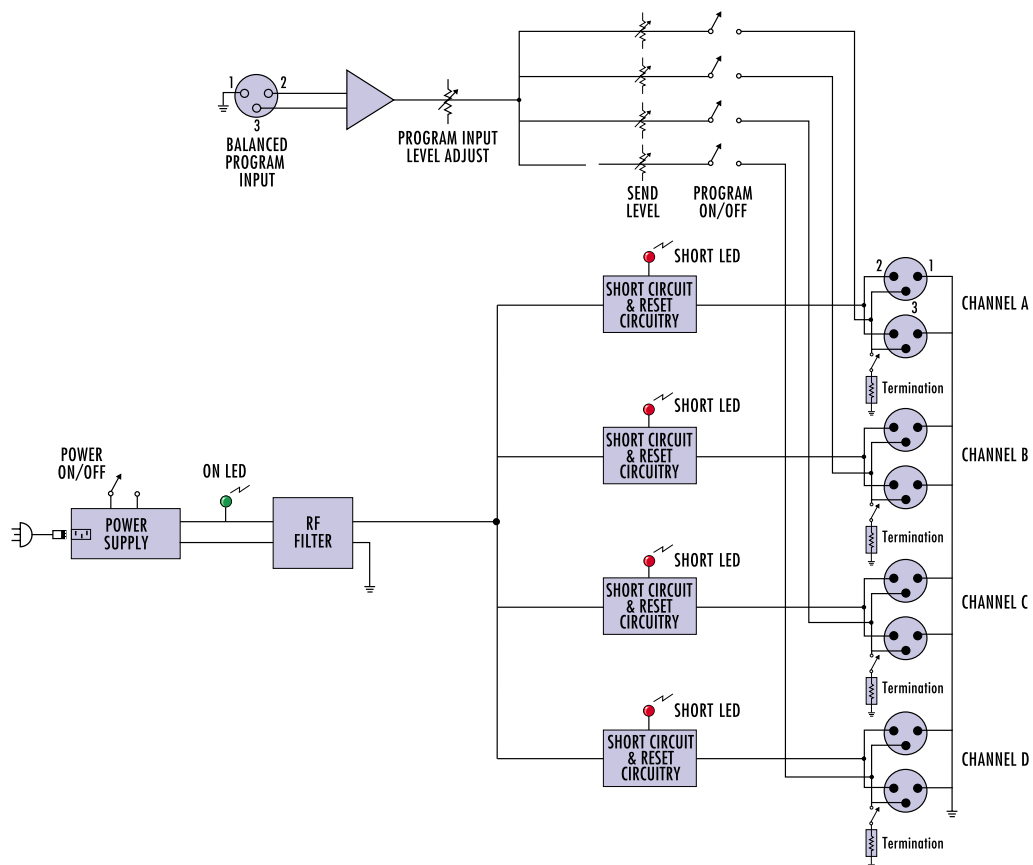 1
2
3
BALANCED
PROGRAM
INPUT
PROGRAM INPUT
LEVEL ADJUST
SEND
LEVEL
PROGRAM
ON/OFF
SHORT LED
SHORT CIRCUIT
& RESET
CIRCUITRY
2
1
3
CHANNEL A
Termination
SHORT LED
SHORT CIRCUIT
& RESET
CIRCUITRY
CHANNEL B
Termination
POWER
ON/OFF
ON LED
POWER
SUPPLY
RF
FILTER
SHORT LED
SHORT CIRCUIT
& RESET
CIRCUITRY
CHANNEL C
Termination
SHORT LED
SHORT CIRCUIT
& RESET
CIRCUITRY
CHANNEL D
Termination